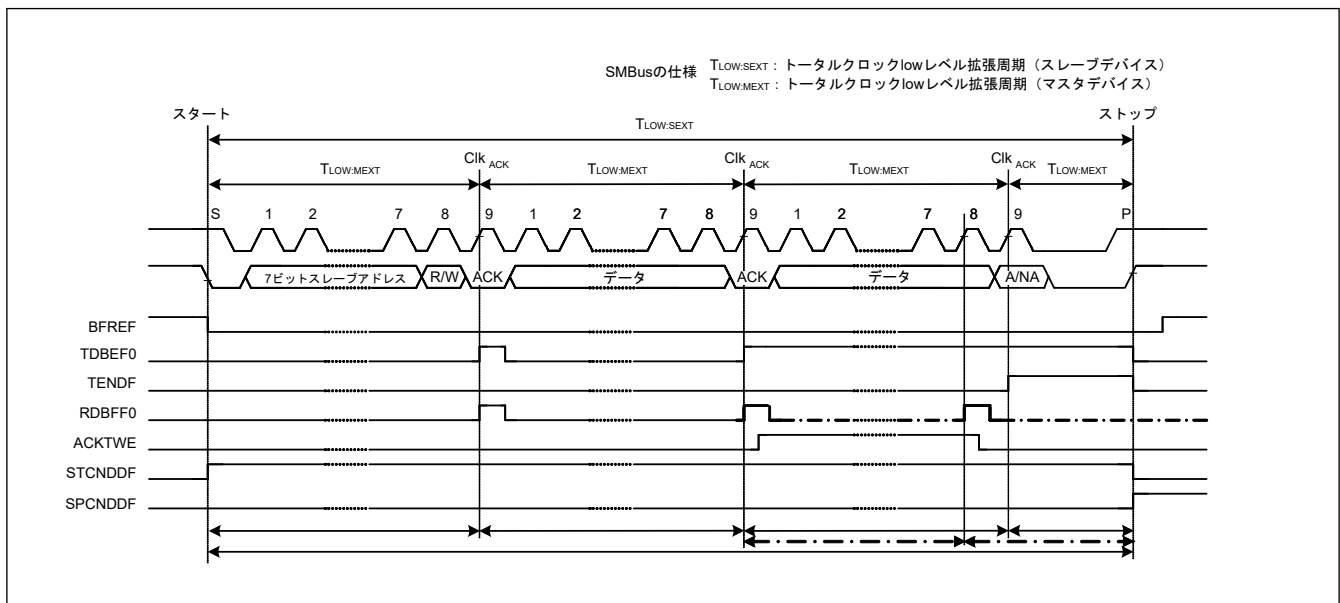 SMBusの仕様 TLOW:SEXT : トータルクロックlowレベル拡張周期（スレーブデバイス）
TLOW:MEXT : トータルクロックlowレベル拡張周期（マスタデバイス）
スタート ストップ
TLOW:SEXT
Clk ACK Clk ACK Clk ACK
TLOW:MEXT TLOW:MEXT TLOW:MEXT TLOW:MEXT
S 1 2 7 8 9 1 2 7 8 9 1 2 7 8 9 P
7ビットスレーブアドレス R/W ACK データ ACK データ A/NA
BFREF
TDBEF0
TENDF
RDBFF0
ACKTWE
STCNDDF
SPCNDDF